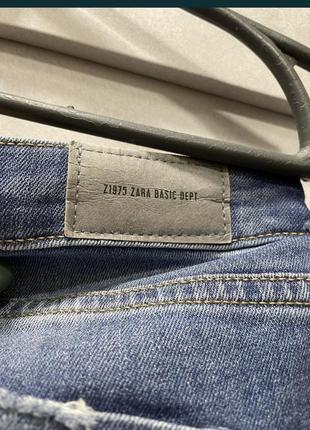 Z1975 ZARA BASIC DEPT